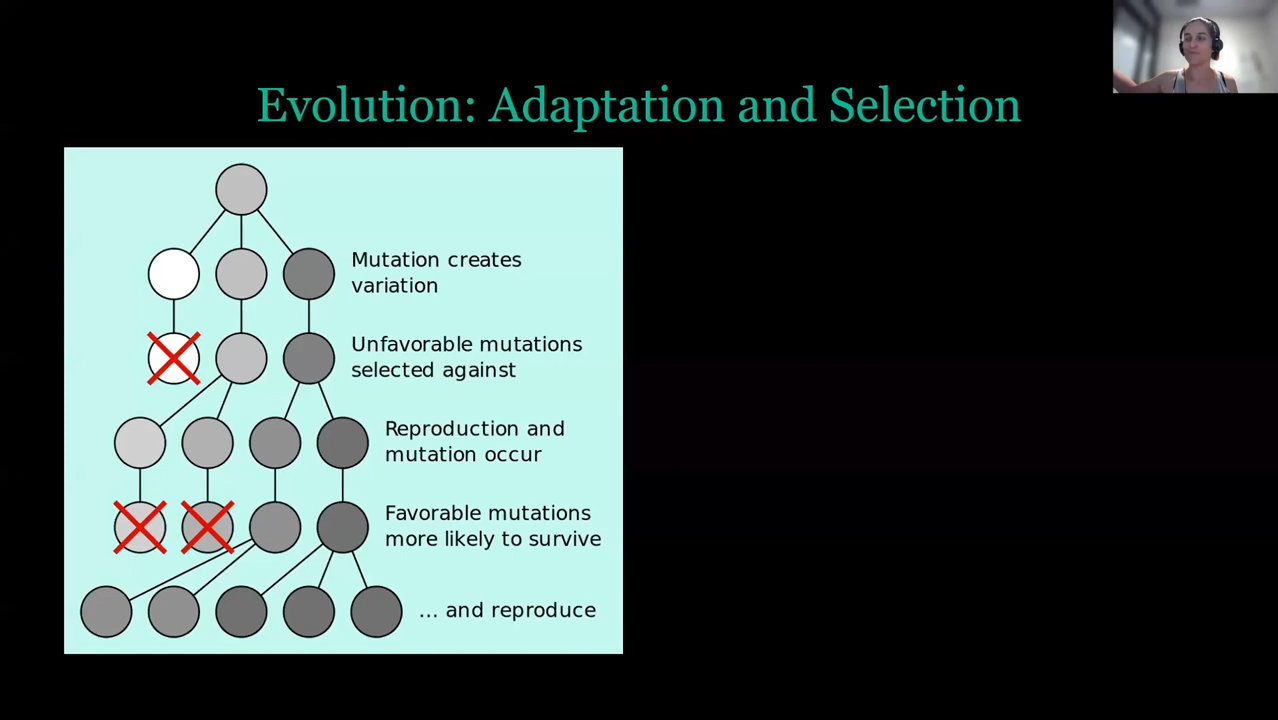 Evolution: Adaptation and Selection
Mutation creates
variation
Unfavorable mutations
selected against
Reproduction and
mutation occur
Favorable mutations
more likely to survive
... and reproduce